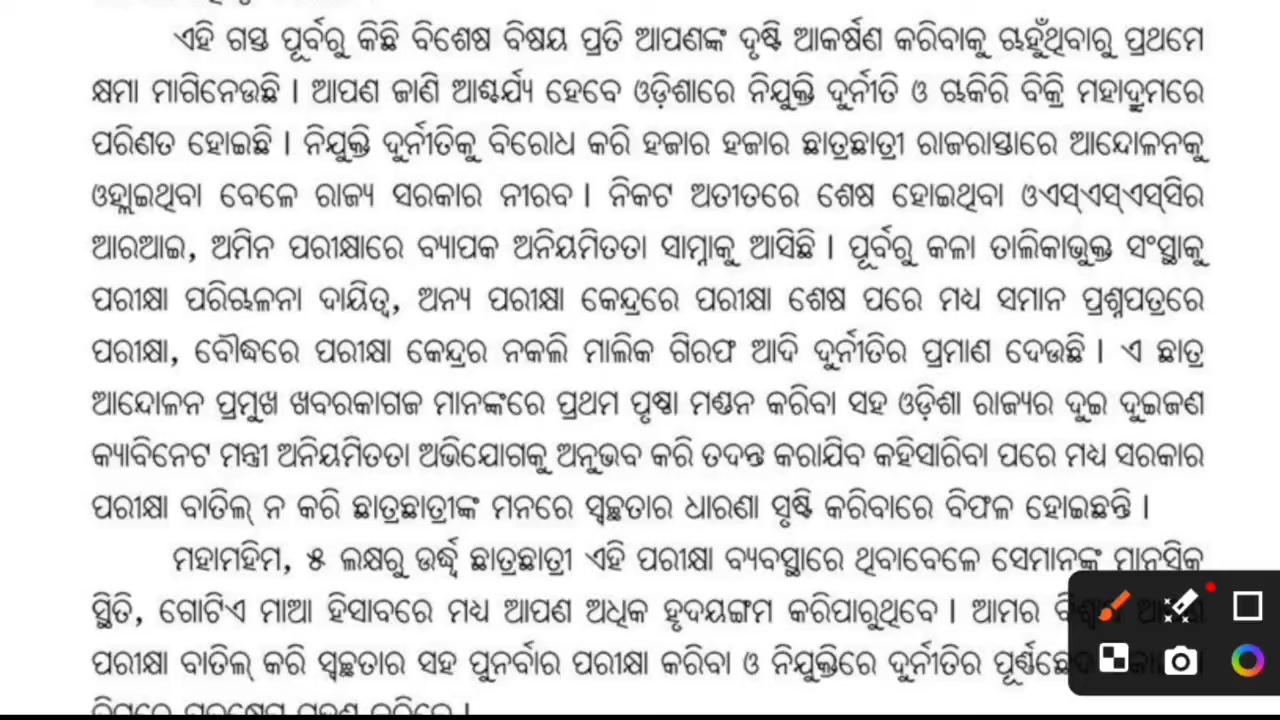 ଏହି ଗସ୍ତ ପୂର୍ବରୁ କିଛି ବିଶେଷ ବିଷୟ ପ୍ରତି ଆପଣଙ୍କ ଦୃଷ୍ଟି ଆକର୍ଷଣ କରିବାକୁ ଚାହୁଁଥିବାରୁ ପ୍ରଥମେ
କ୍ଷମା ମାଗିନେଉଛି । ଆପଣ ଜାଣି ଆଶ୍ଚର୍ଯ୍ୟ ହେବେ ଓଡ଼ିଶାରେ ନିଯୁକ୍ତି ଦୁର୍ନୀତି ଓ ଚାକିରି ବିକ୍ରି ମହାଦ୍ରୁମରେ
ପରିଣତ ହୋଇଛି । ନିଯୁକ୍ତି ଦୁର୍ନୀତିକୁ ବିରୋଧ କରି ହଜାର ହଜାର ଛାତ୍ରଛାତ୍ରୀ ରାଜରାସ୍ତାରେ ଆନ୍ଦୋଳନକୁ
ଓହ୍ଲାଇଥିବା ବେଳେ ରାଜ୍ୟ ସରକାର ନୀରବ । ନିକଟ ଅତୀତରେ ଶେଷ ହୋଇଥିବା ଓଏସ୍‌ଏସ୍‌ଏସ୍‌ସିର
ଆରଆଇ, ଅମିନ ପରୀକ୍ଷାରେ ବ୍ୟାପକ ଅନିୟମିତତା ସାମ୍ନାକୁ ଆସିଛି । ପୂର୍ବରୁ କଳା ତାଲିକାଭୁକ୍ତ ସଂସ୍ଥାକୁ
ପରୀକ୍ଷା ପରିଚାଳନା ଦାୟିତ୍ୱ, ଅନ୍ୟ ପରୀକ୍ଷା କେନ୍ଦ୍ରରେ ପରୀକ୍ଷା ଶେଷ ପରେ ମଧ୍ୟ ସମାନ ପ୍ରଶ୍ନପତ୍ରରେ
ପରୀକ୍ଷା, ବୌଦ୍ଧରେ ପରୀକ୍ଷା କେନ୍ଦ୍ରର ନକଲି ମାଲିକ ଗିରଫ ଆଦି ଦୁର୍ନୀତିର ପ୍ରମାଣ ଦେଉଛି । ଏ ଛାତ୍ର
ଆନ୍ଦୋଳନ ପ୍ରମୁଖ ଖବରକାଗଜ ମାନଙ୍କରେ ପ୍ରଥମ ପୃଷ୍ଠା ମଣ୍ଡନ କରିବା ସହ ଓଡ଼ିଶା ରାଜ୍ୟର ଦୁଇ ଦୁଇଜଣ
କ୍ୟାବିନେଟ ମନ୍ତ୍ରୀ ଅନିୟମିତତା ଅଭିଯୋଗକୁ ଅନୁଭବ କରି ତଦନ୍ତ କରାଯିବ କହିସାରିବା ପରେ ମଧ୍ୟ ସରକାର
ପରୀକ୍ଷା ବାତିଲ୍ ନ କରି ଛାତ୍ରଛାତ୍ରୀଙ୍କ ମନରେ ସ୍ୱଚ୍ଛତାର ଧାରଣା ସୃଷ୍ଟି କରିବାରେ ବିଫଳ ହୋଇଛନ୍ତି ।
ମହାମହିମ, ୫ ଲକ୍ଷରୁ ଉର୍ଦ୍ଧ୍ୱ ଛାତ୍ରଛାତ୍ରୀ ଏହି ପରୀକ୍ଷା ବ୍ୟବସ୍ଥାରେ ଥିବାବେଳେ ସେମାନଙ୍କ ମାନସିକ
ସ୍ଥିତି, ଗୋଟିଏ ମାଆ ହିସାବରେ ମଧ୍ୟ ଆପଣ ଅଧିକ ହୃଦୟଙ୍ଗମ କରିପାରୁଥିବେ । ଆମର
ପରୀକ୍ଷା ବାତିଲ୍ କରି ସ୍ୱଚ୍ଛତାର ସହ ପୁନର୍ବାର ପରୀକ୍ଷା କରିବା ଓ ନିଯୁକ୍ତିରେ ଦୁର୍ନୀତିର